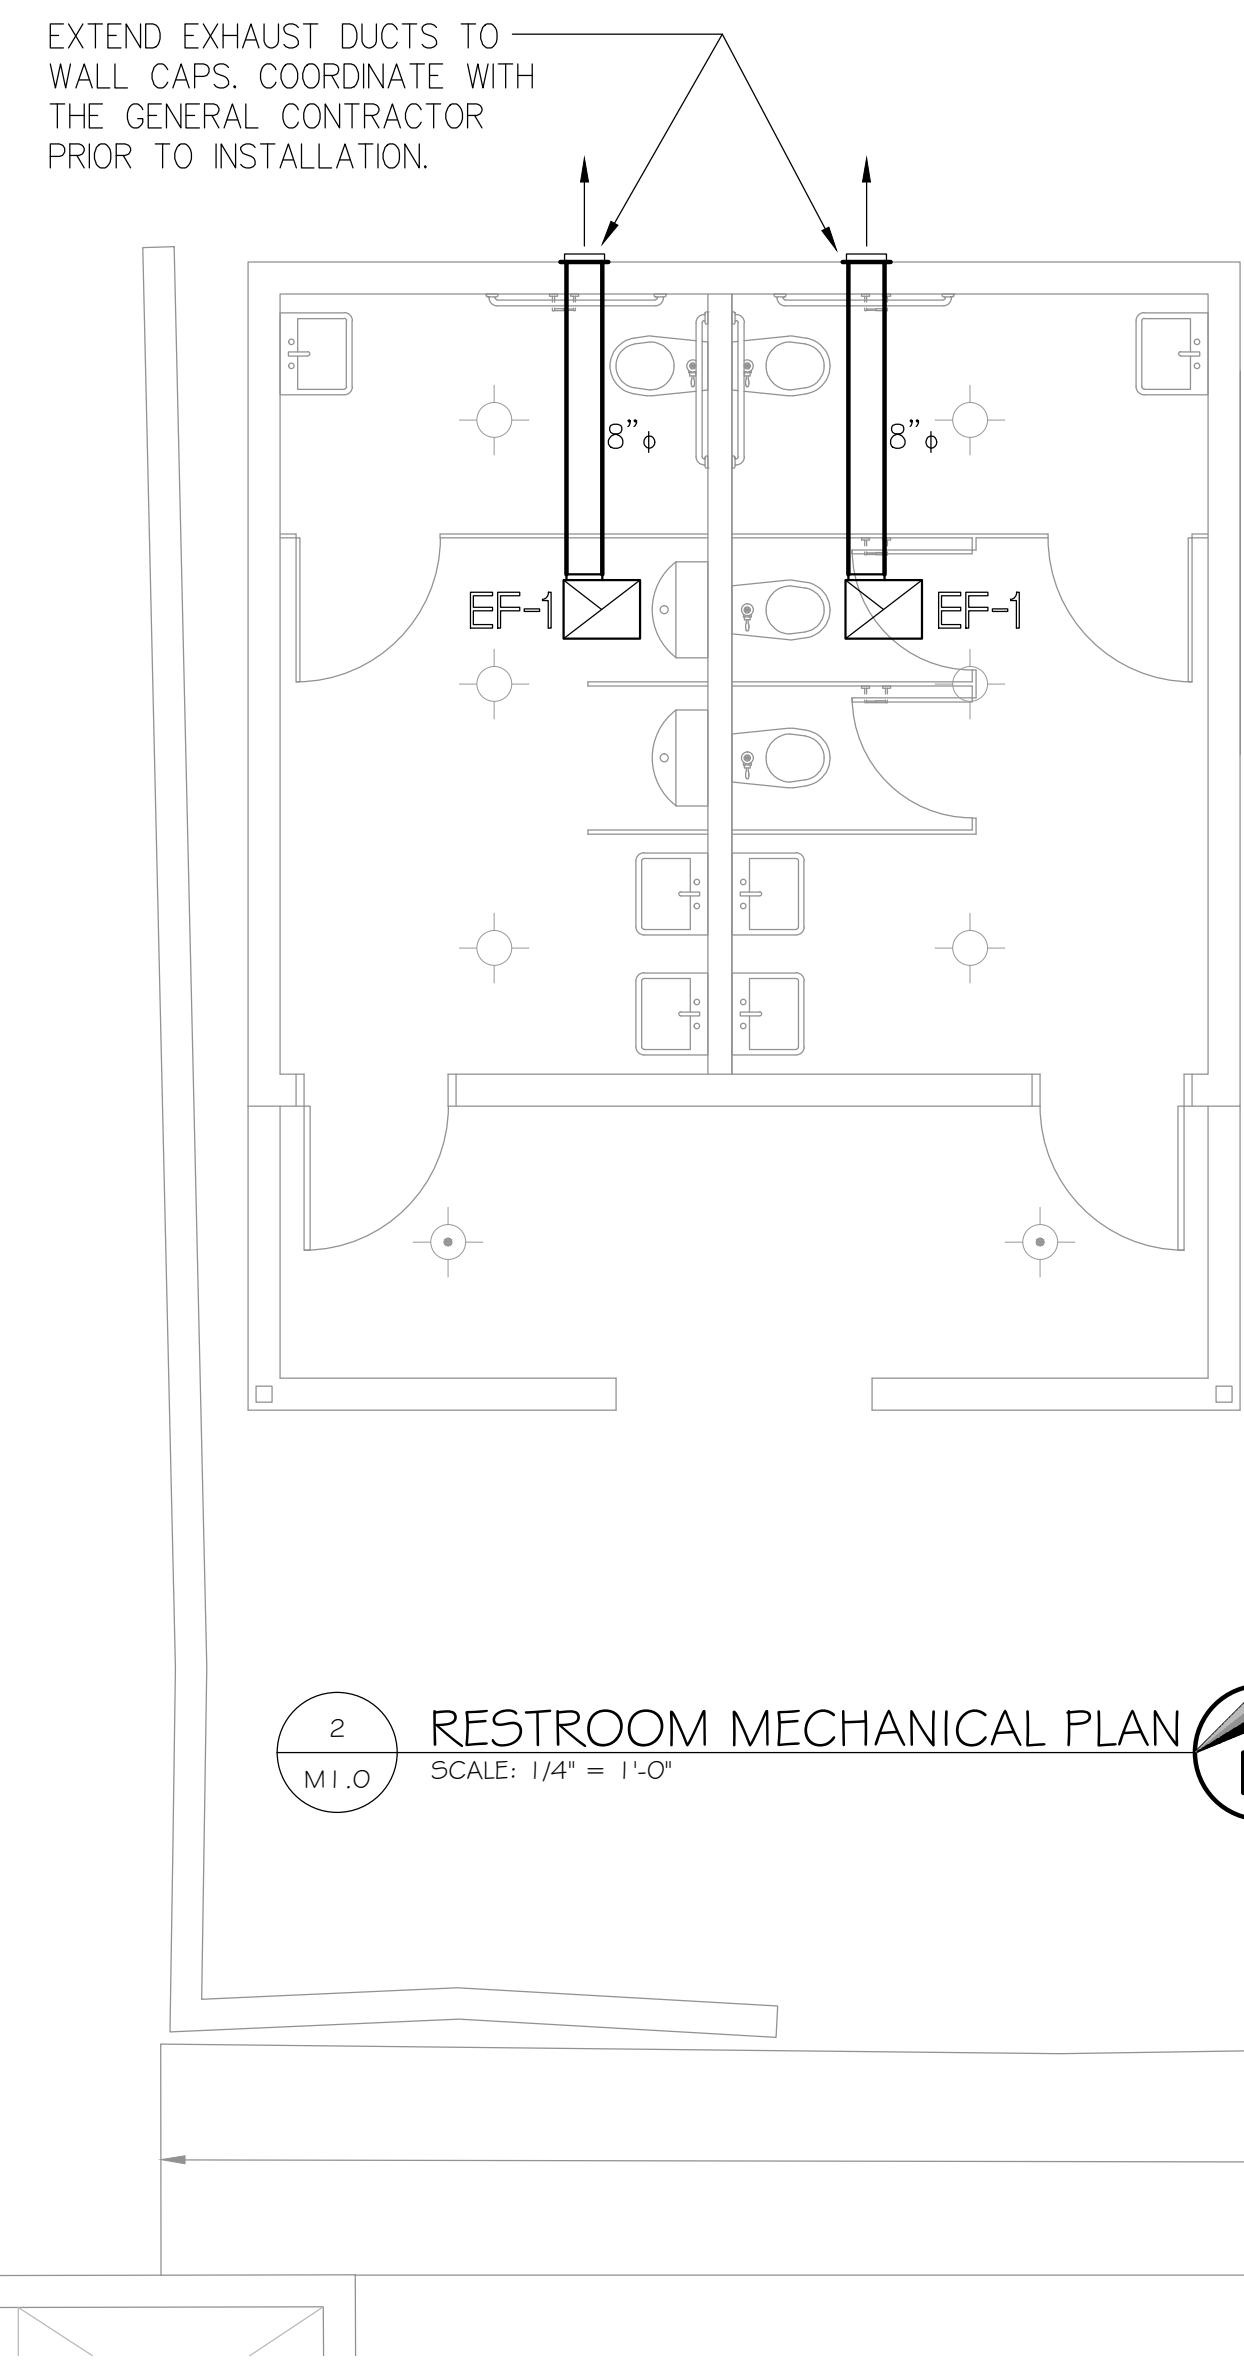 EXTEND EXHAUST DUCTS TO
WALL CAPS. COORDINATE WITH
THE GENERAL CONTRACTOR
PRIOR TO INSTALLATION.
8"ϕ
8"ϕ
EF-1
EF-1
2
M1.0
RESTROOM MECHANICAL PLAN
SCALE: 1/4" = 1'-0"